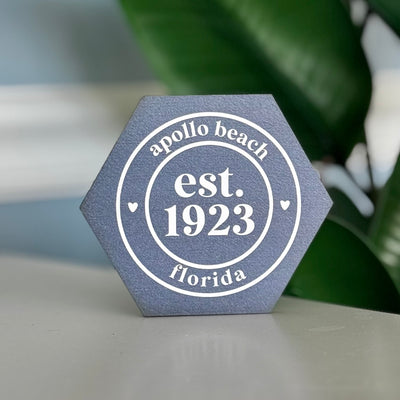 apollo beach
est.
1923
florida